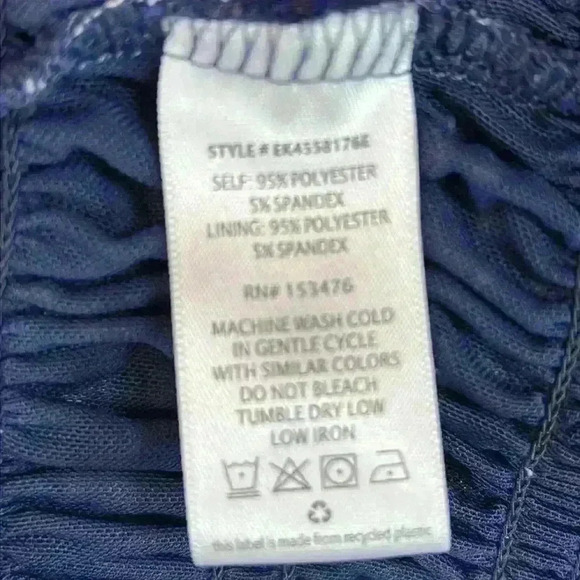 STYLE # EK4558176E
SELF: 95% POLYESTER
5% SPANDEX
LINING: 95% POLYESTER
5% SPANDEX
RN# 153476
MACHINE WASH COLD
IN GENTLE CYCLE
WITH SIMILAR COLORS
DO NOT BLEACH
TUMBLE DRY LOW
LOW IRON
this label is made from recycled plastic